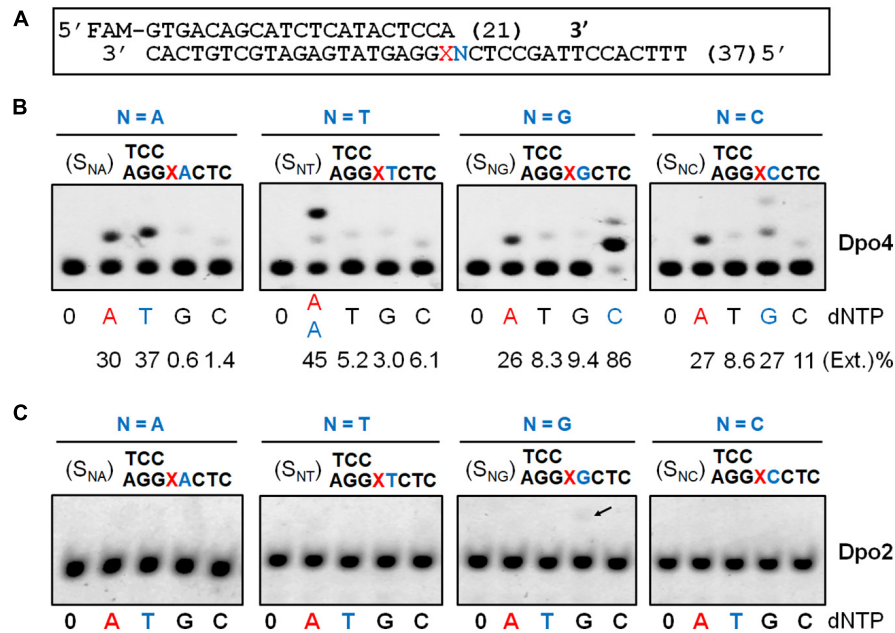 A
5′FAM-GTGACAGCATCTCATACTCCA (21) 3′
3′ CACTGTCGTAGAGTATGAGGXNCTCCGATTCCACTTT (37)5′
B
N = A N = T N = G N = C
(SNA) TCC (SNT) TCC (SNG) TCC (SNC) TCC
AGGXACTC AGGXTCTC AGGXGCTC AGGXCCTC
Dpo4
0 A T G C 0 A T G C 0 A T G C 0 A T G C dNTP
A
30 37 0.6 1.4 45 5.2 3.0 6.1 26 8.3 9.4 86 27 8.6 27 11 (Ext.)%
C
N = A N = T N = G N = C
(SNA) TCC (SNT) TCC (SNG) TCC (SNC) TCC
AGGXACTC AGGXTCTC AGGXGCTC AGGXCCTC
Dpo2
0 A T G C 0 A T G C 0 A T G C 0 A T G C dNTP